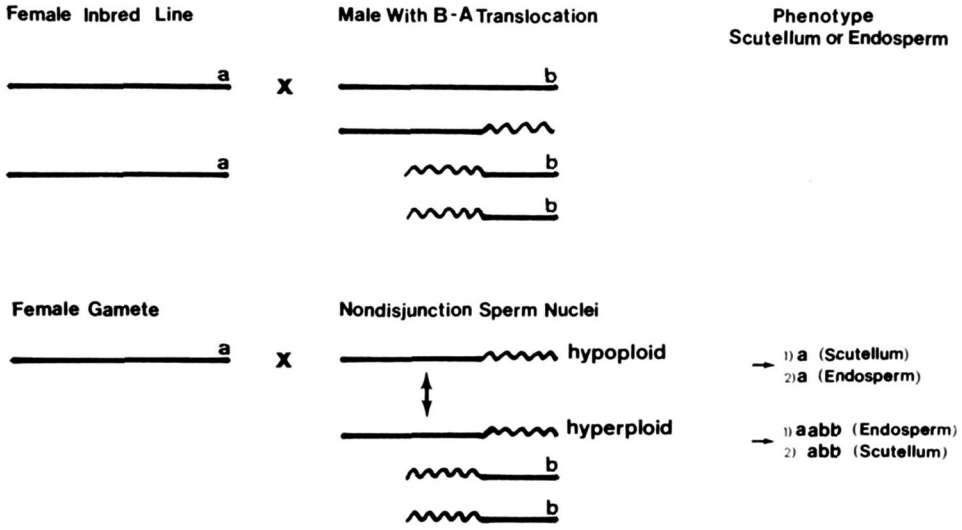 Female Inbred Line
Male With B-A Translocation
Phenotype
Scutellum or Endosperm
a x b
a b
b
Female Gamete
Nondisjunction Sperm Nuclei
a x hypoploid → 1) a (Scutellum)
2) a (Endosperm)
hyperploid → 1) aabb (Endosperm)
2) abb (Scutellum)
b
b